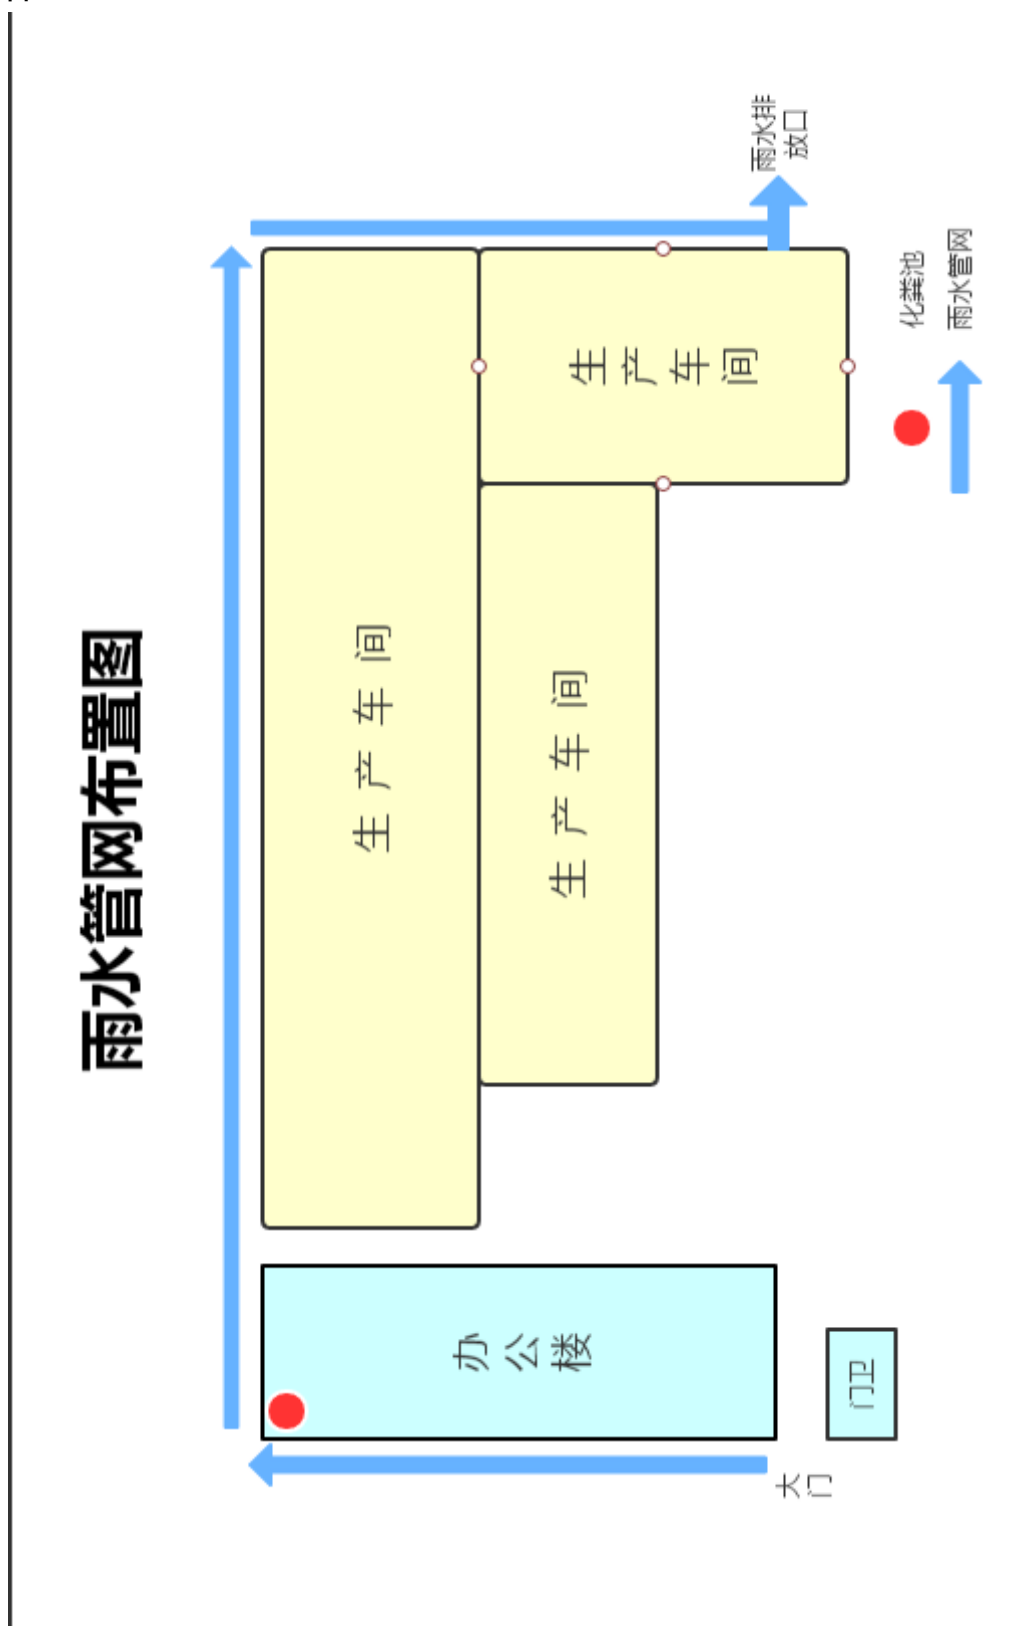 雨水管网布置图
大门
办公楼
门卫
生产车间
生产车间
生产车间
雨水排
放口
化粪池
雨水管网